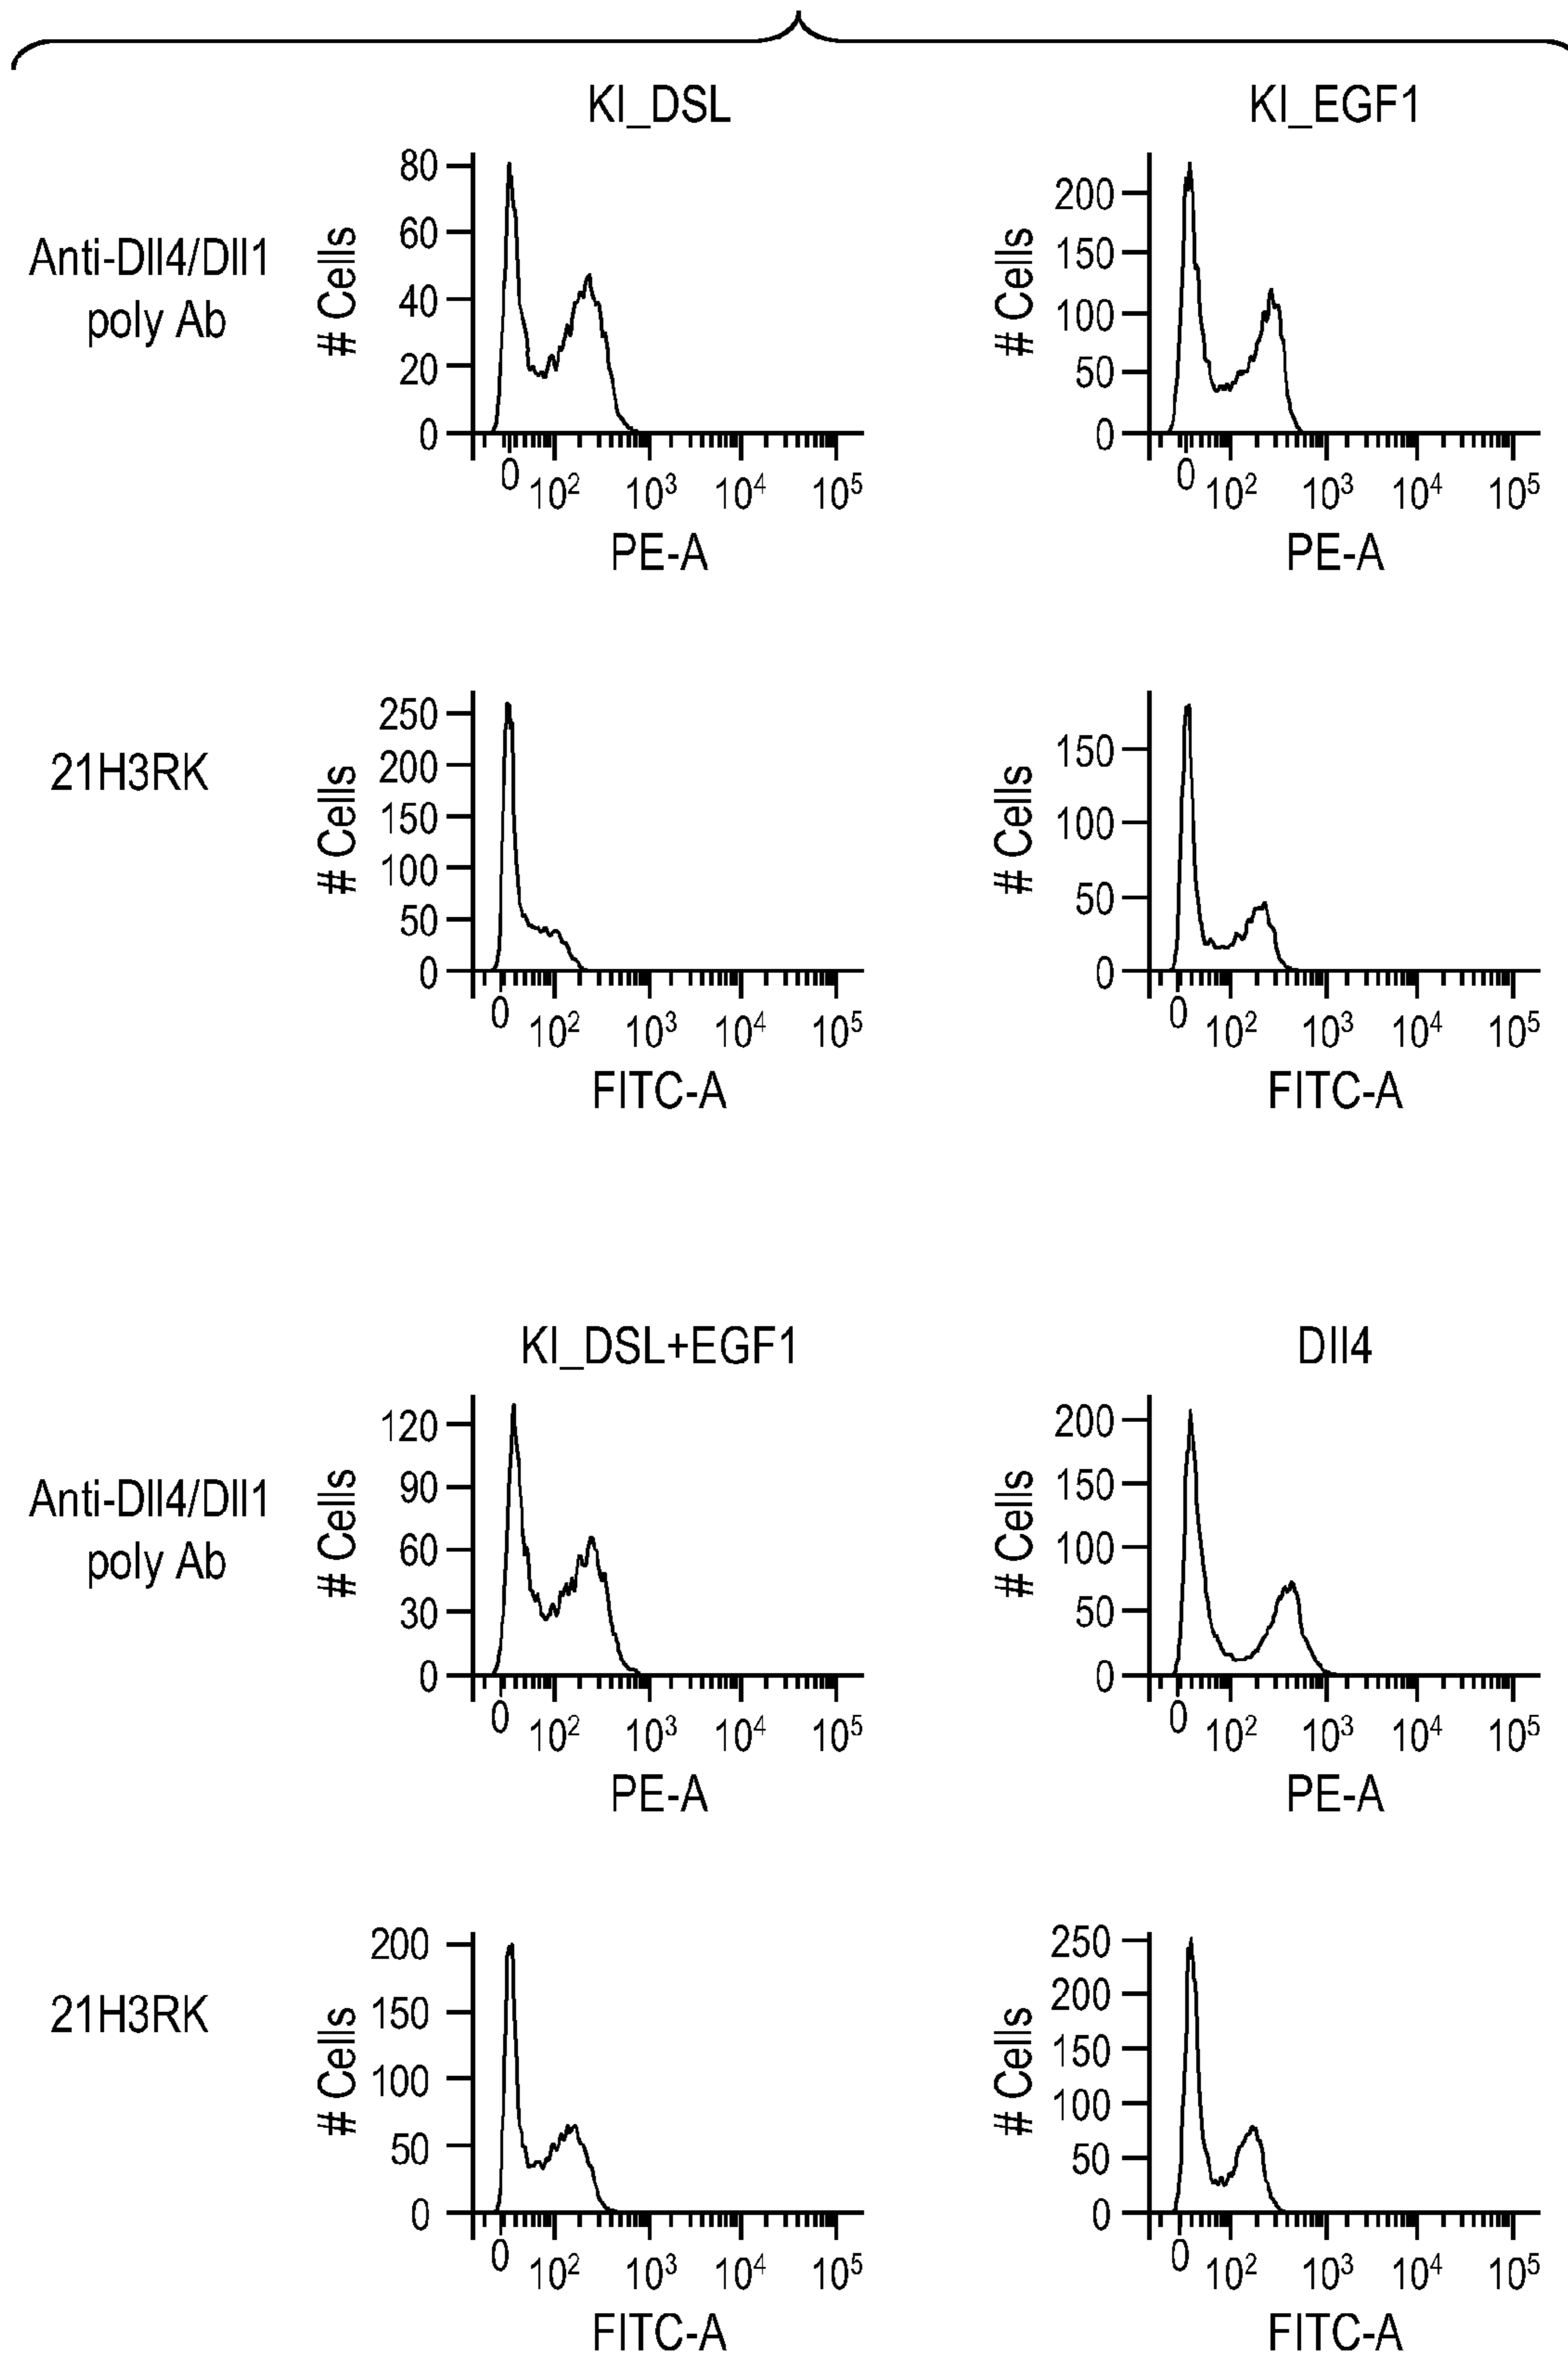 KI_DSL
KI_EGF1
Anti-Dll4/Dll1
poly Ab
# Cells
80
60
40
20
0
0 10² 10³ 10⁴ 10⁵
PE-A
# Cells
200
150
100
50
0
0 10² 10³ 10⁴ 10⁵
PE-A
21H3RK
# Cells
250
200
150
100
50
0
0 10² 10³ 10⁴ 10⁵
FITC-A
# Cells
150
100
50
0
0 10² 10³ 10⁴ 10⁵
FITC-A
KI_DSL+EGF1
Dll4
Anti-Dll4/Dll1
poly Ab
# Cells
120
90
60
30
0
0 10² 10³ 10⁴ 10⁵
PE-A
# Cells
200
150
100
50
0
0 10² 10³ 10⁴ 10⁵
PE-A
21H3RK
# Cells
200
150
100
50
0
0 10² 10³ 10⁴ 10⁵
FITC-A
# Cells
250
200
150
100
50
0
0 10² 10³ 10⁴ 10⁵
FITC-A